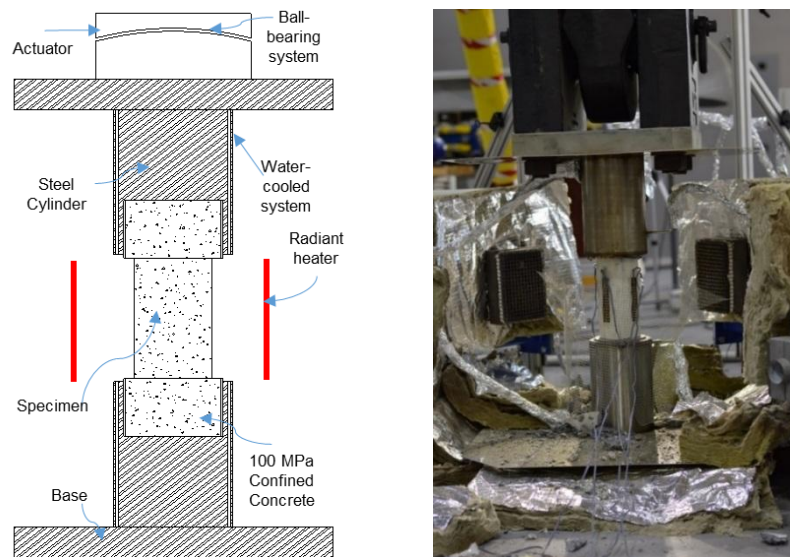 Actuator
Ball-
bearing
system
Steel
Cylinder
Water-
cooled
system
Radiant
heater
Specimen
100 MPa
Confined
Concrete
Base